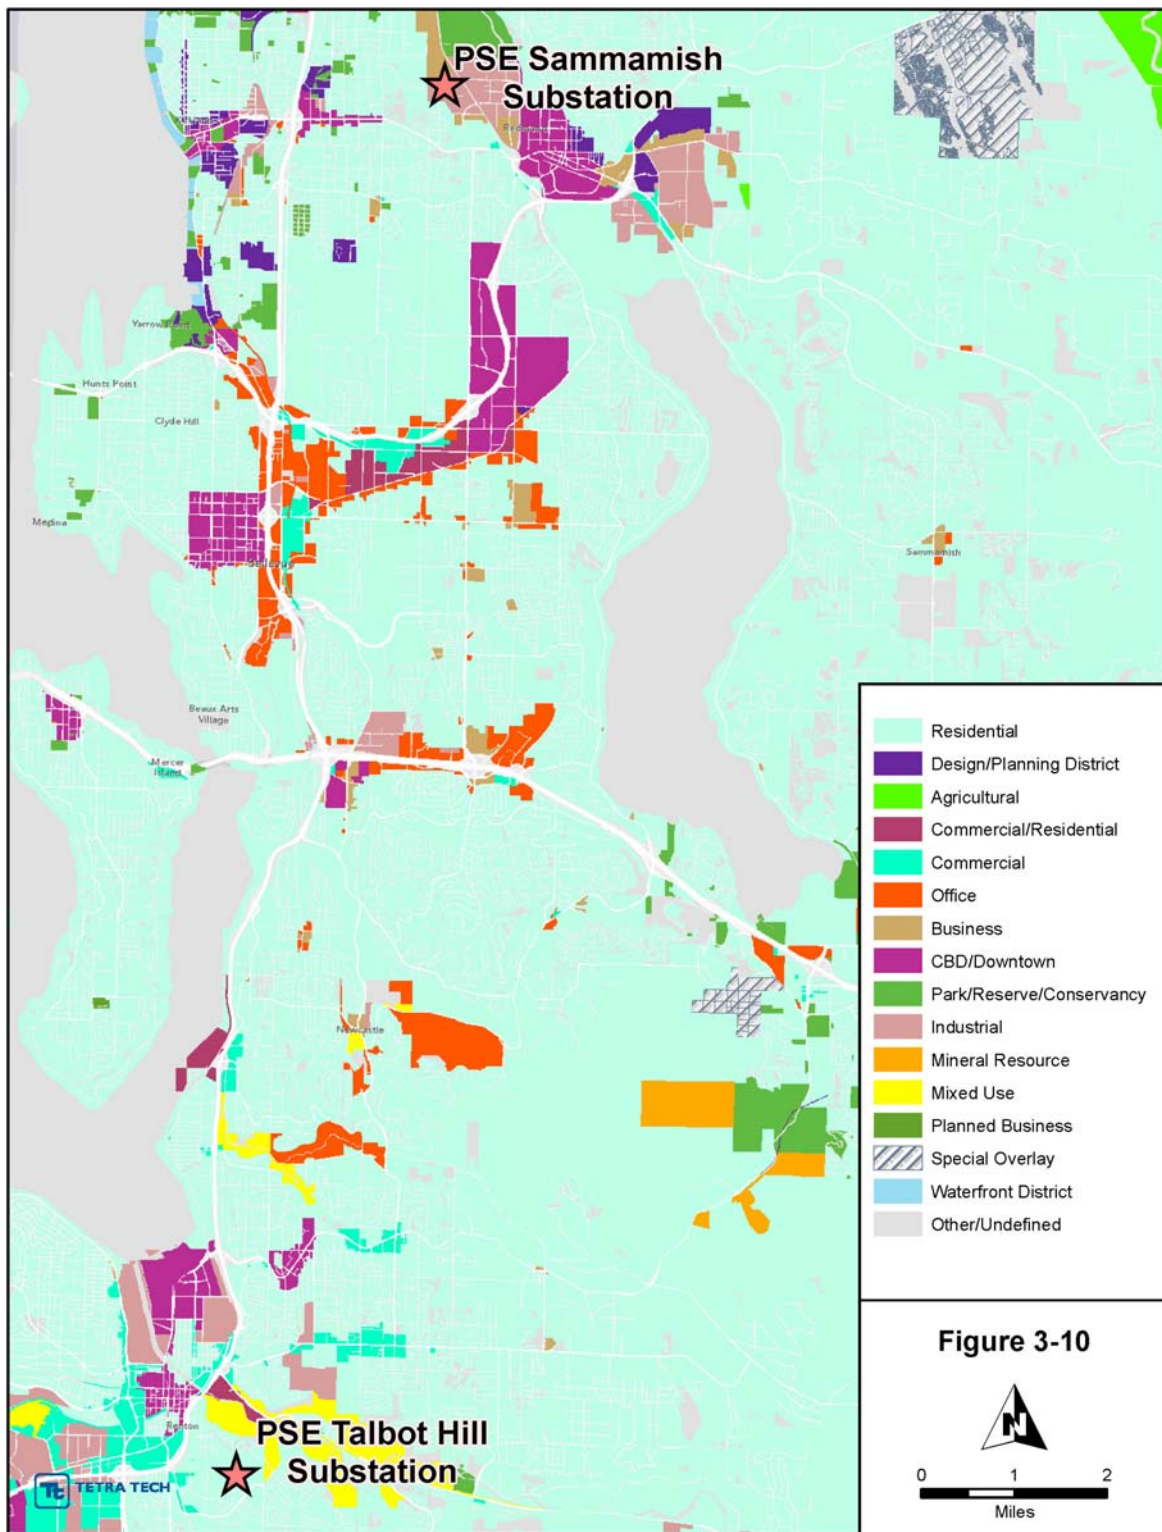 PSE Sammamish
Substation
Redmond
Yarrow Point
Hunts Point
Clyde Hill
Medina
Bellevue
Sammamish
Beaux Arts
Village
Mercer
Island
Newcastle
Renton
PSE Talbot Hill
Substation
TETRA TECH
Residential
Design/Planning District
Agricultural
Commercial/Residential
Commercial
Office
Business
CBD/Downtown
Park/Reserve/Conservancy
Industrial
Mineral Resource
Mixed Use
Planned Business
Special Overlay
Waterfront District
Other/Undefined
Figure 3-10
N
0 1 2
Miles